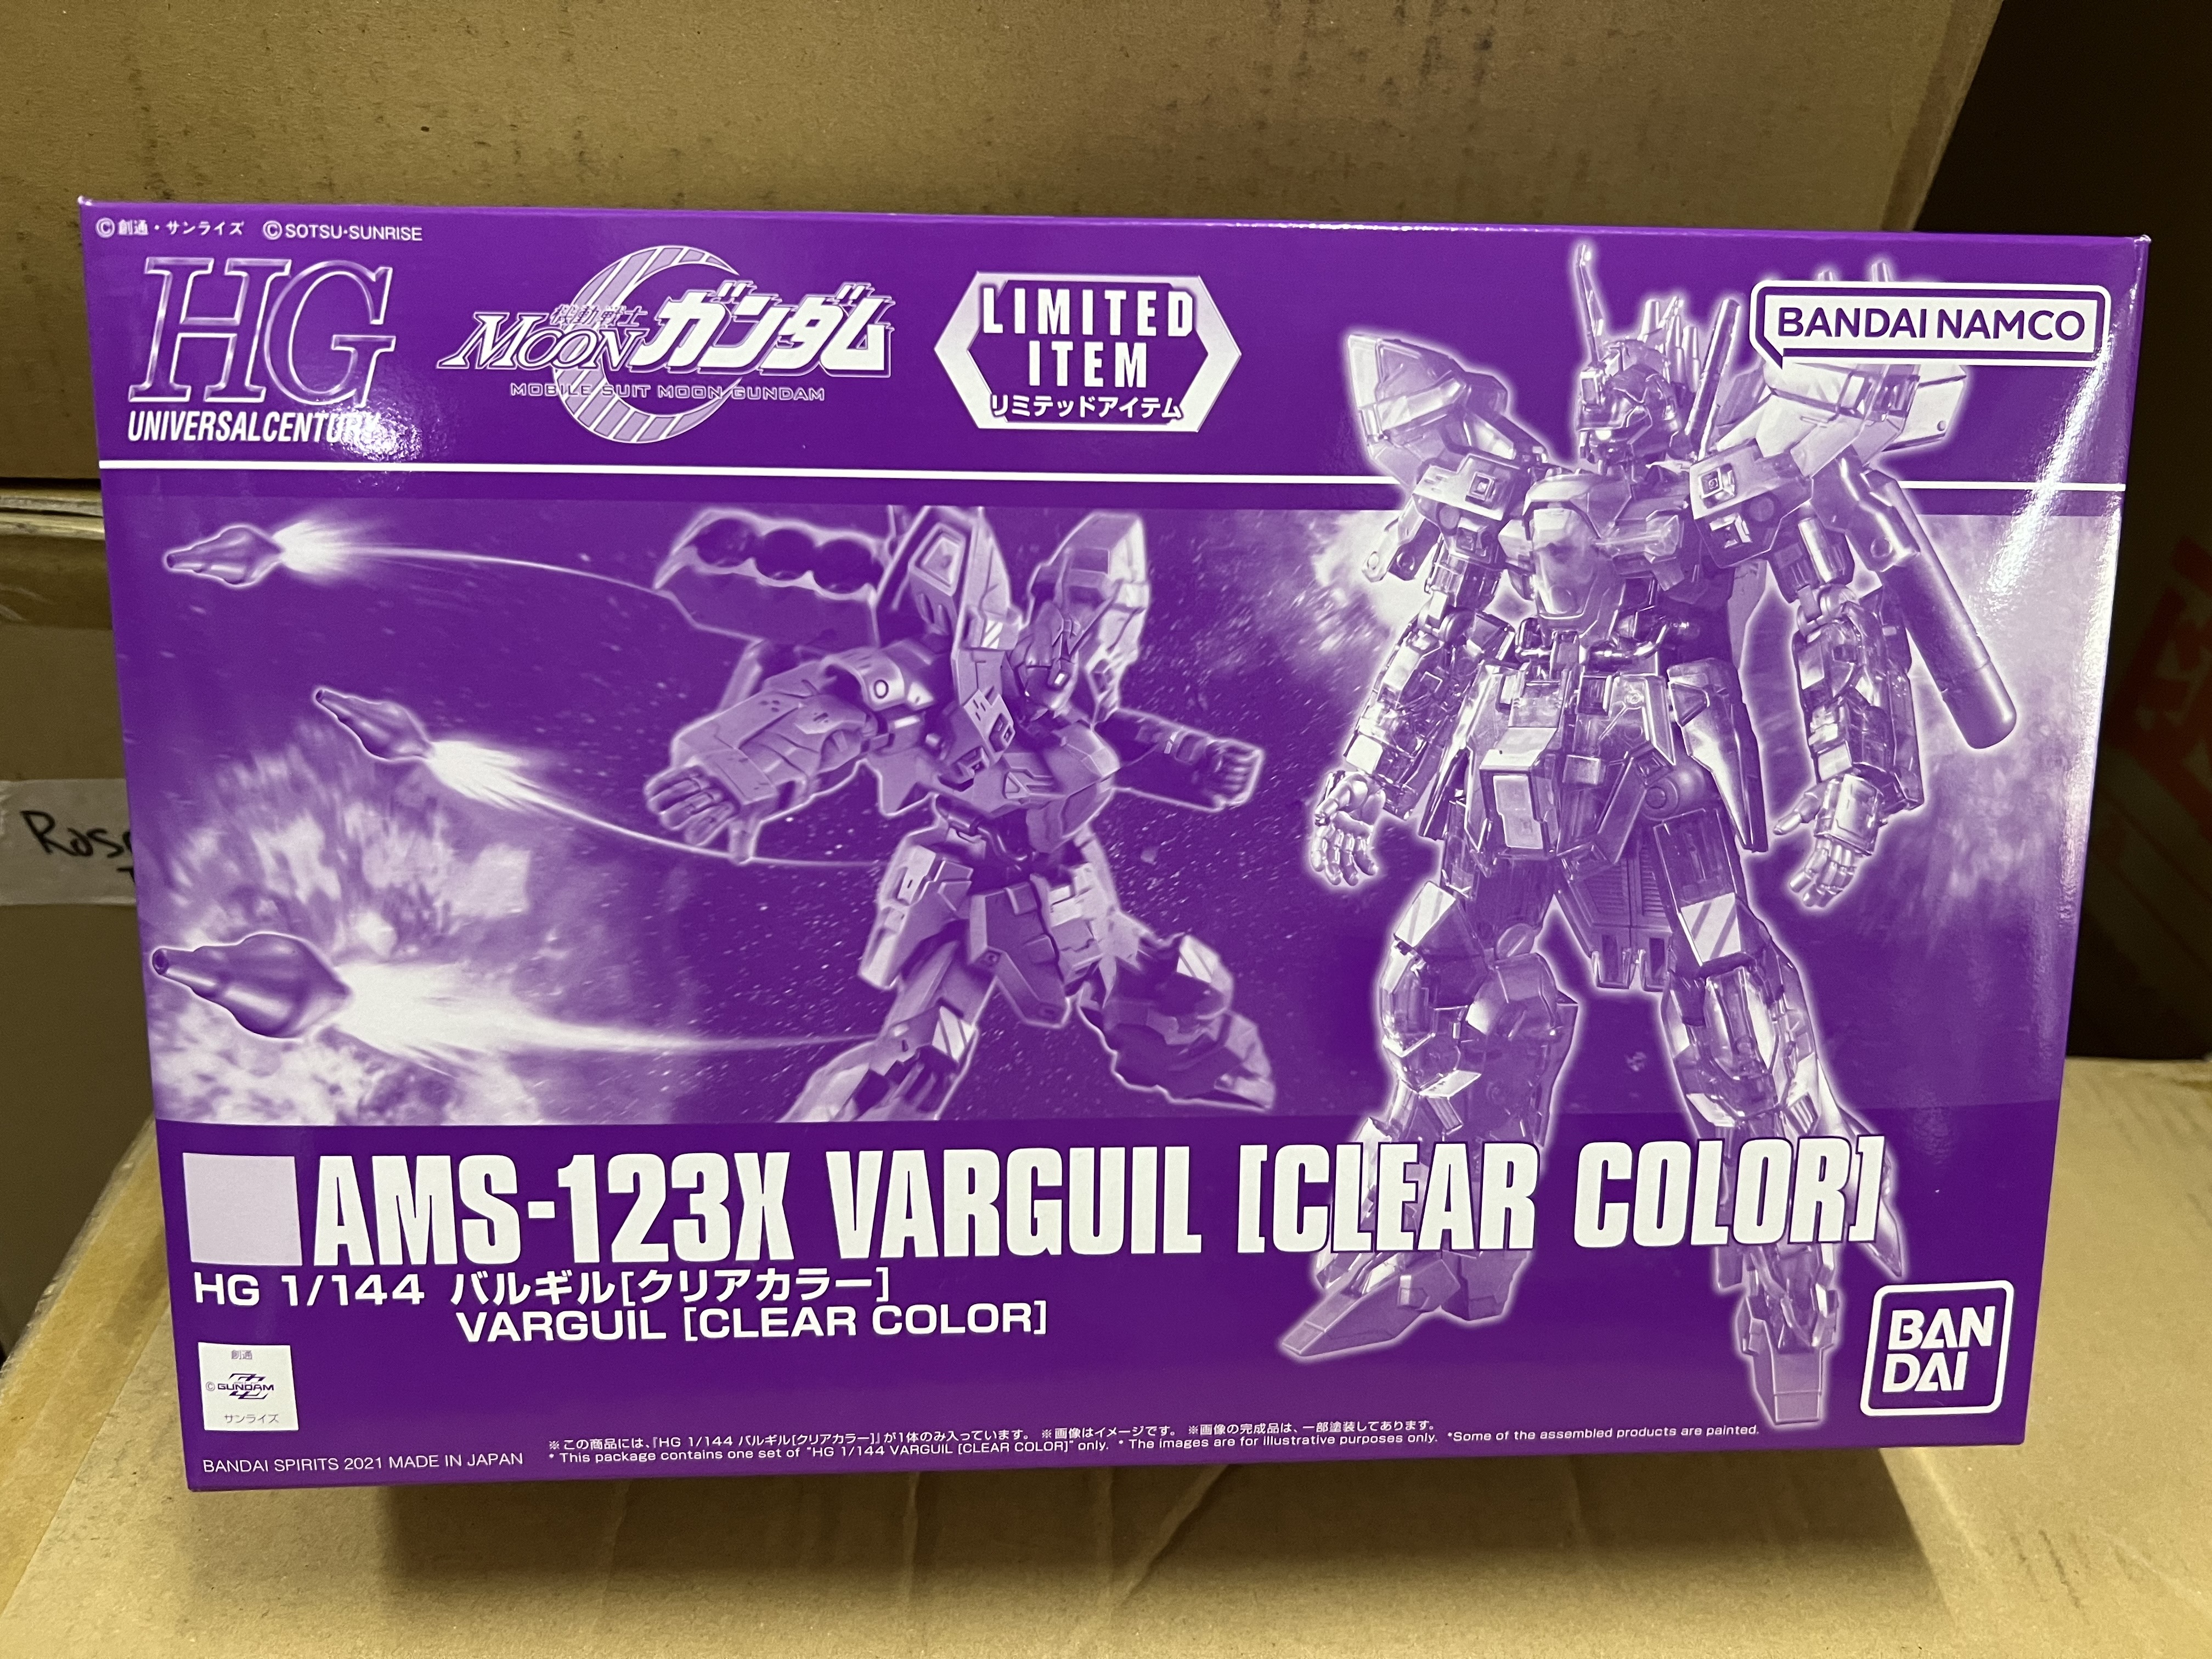 ©創通・サンライズ ©SOTSU・SUNRISE
HG
UNIVERSAL CENTURY
機動戦士
MOONガンダム
MOBILE SUIT MOON GUNDAM
LIMITED
ITEM
リミテッドアイテム
BANDAI NAMCO
AMS-123X VARGUIL [CLEAR COLOR]
HG 1/144 バルギル[クリアカラー]
VARGUIL [CLEAR COLOR]
BAN
DAI
創通
©GUNDAM
サンライズ
BANDAI SPIRITS 2021 MADE IN JAPAN
※この商品には、『HG 1/144 バルギル[クリアカラー]』が1体のみ入っています。 ※画像はイメージです。 ※画像の完成品は、一部塗装してあります。
* This package contains one set of "HG 1/144 VARGUIL [CLEAR COLOR]" only. * The images are for illustrative purposes only. *Some of the assembled products are painted.